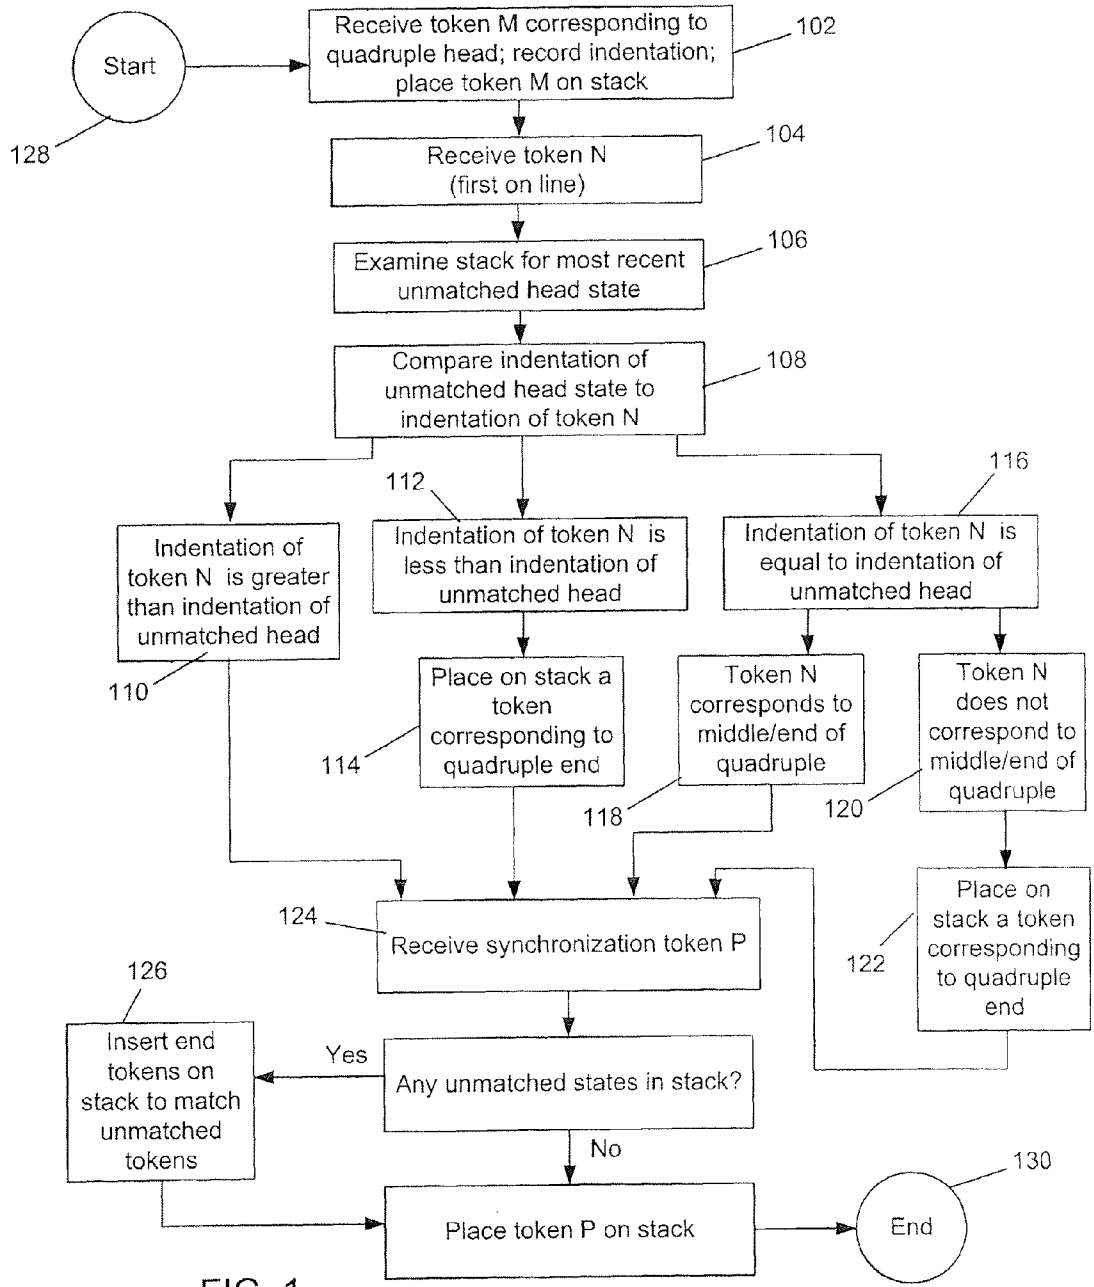 Start
128
Receive token M corresponding to
quadruple head; record indentation;
place token M on stack
102
Receive token N
(first on line)
104
Examine stack for most recent
unmatched head state
106
Compare indentation of
unmatched head state to
indentation of token N
108
Indentation of
token N is greater
than indentation of
unmatched head
110
112
Indentation of token N is
less than indentation of
unmatched head
116
Indentation of token N is
equal to indentation of
unmatched head
Place on stack a
token
corresponding to
quadruple end
114
Token N
corresponds to
middle/end of
quadruple
118
Token N
does not
correspond to
middle/end of
quadruple
120
Place on
stack a token
corresponding
to quadruple
end
122
124
Receive synchronization token P
126
Insert end
tokens on
stack to match
unmatched
tokens
Yes
Any unmatched states in stack?
No
Place token P on stack
End
130
FIG. 1